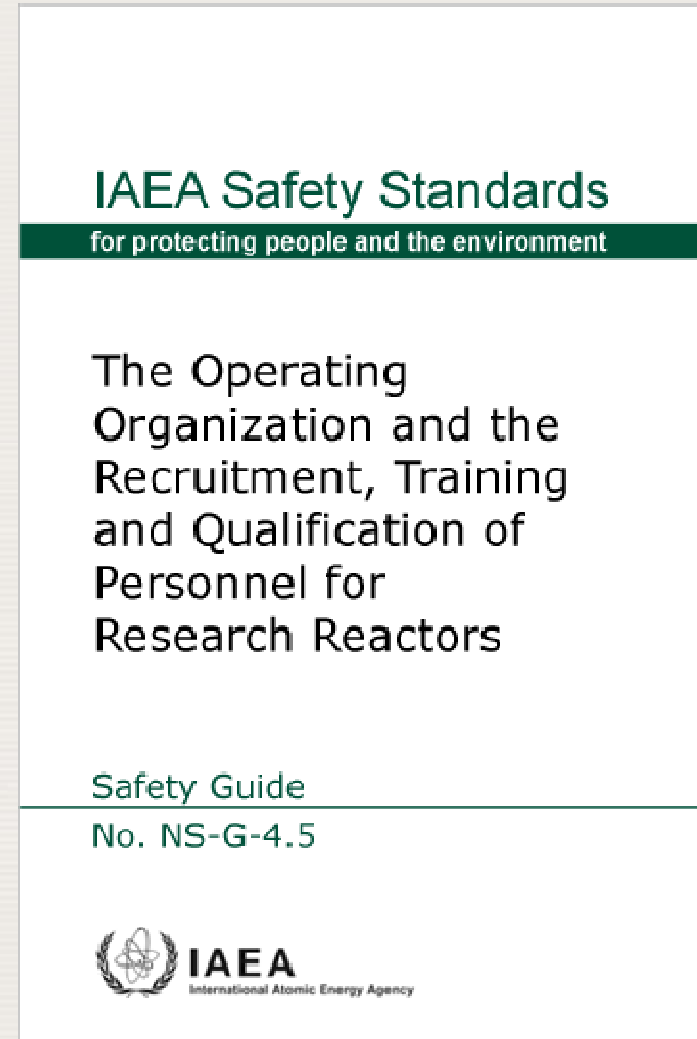 IAEA Safety Standards
for protecting people and the environment
The Operating
Organization and the
Recruitment, Training
and Qualification of
Personnel for
Research Reactors
Safety Guide
No. NS-G-4.5
IAEA
International Atomic Energy Agency